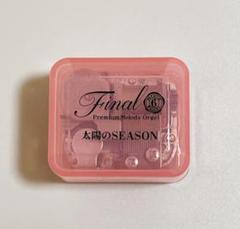 Final
Premium Melody Orgel
太陽のSEASON